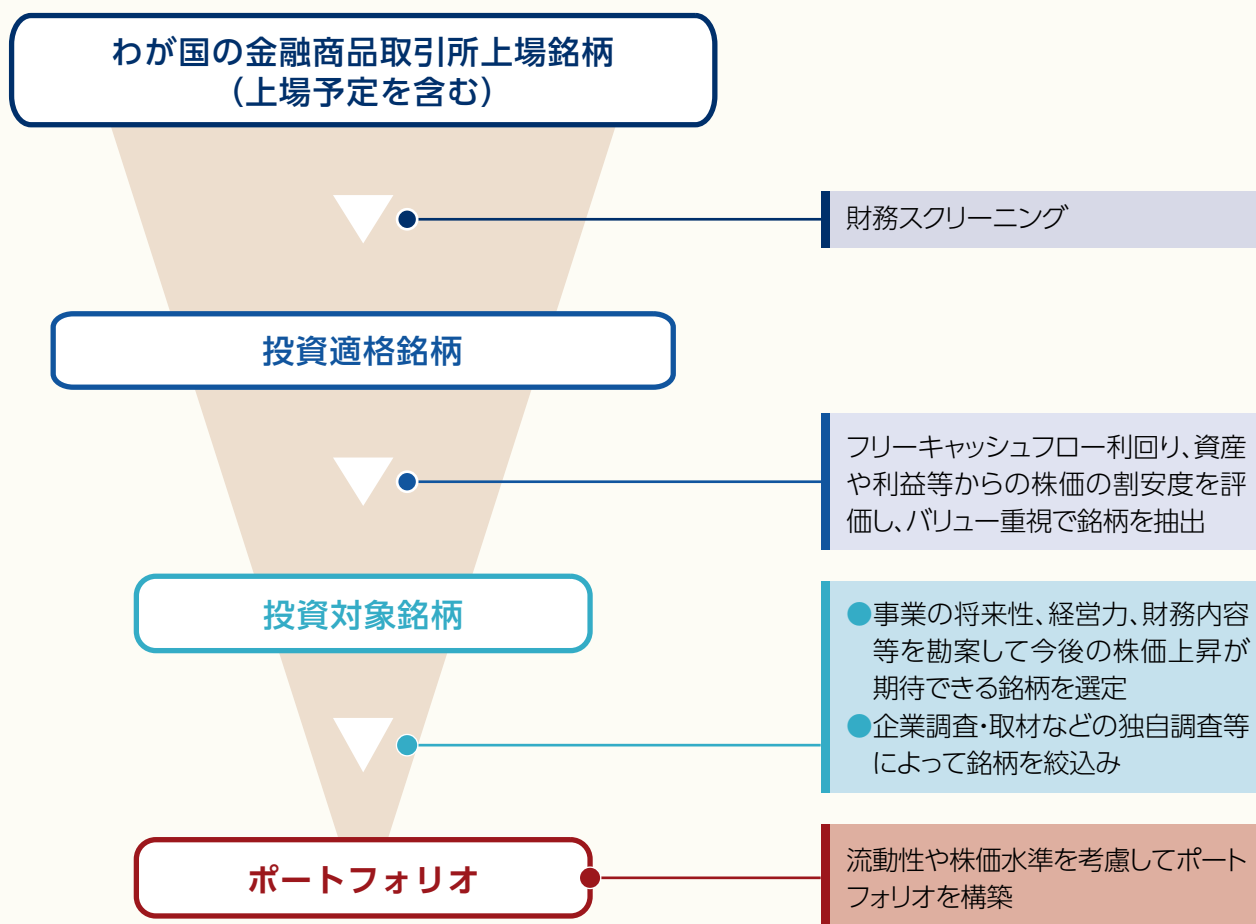 わが国の金融商品取引所上場銘柄
(上場予定を含む)
財務スクリーニング
投資適格銘柄
フリーキャッシュフロー利回り、資産
や利益等からの株価の割安度を評
価し、バリュー重視で銘柄を抽出
投資対象銘柄
●事業の将来性、経営力、財務内容
等を勘案して今後の株価上昇が
期待できる銘柄を選定
●企業調査・取材などの独自調査等
によって銘柄を絞込み
ポートフォリオ
流動性や株価水準を考慮してポート
フォリオを構築